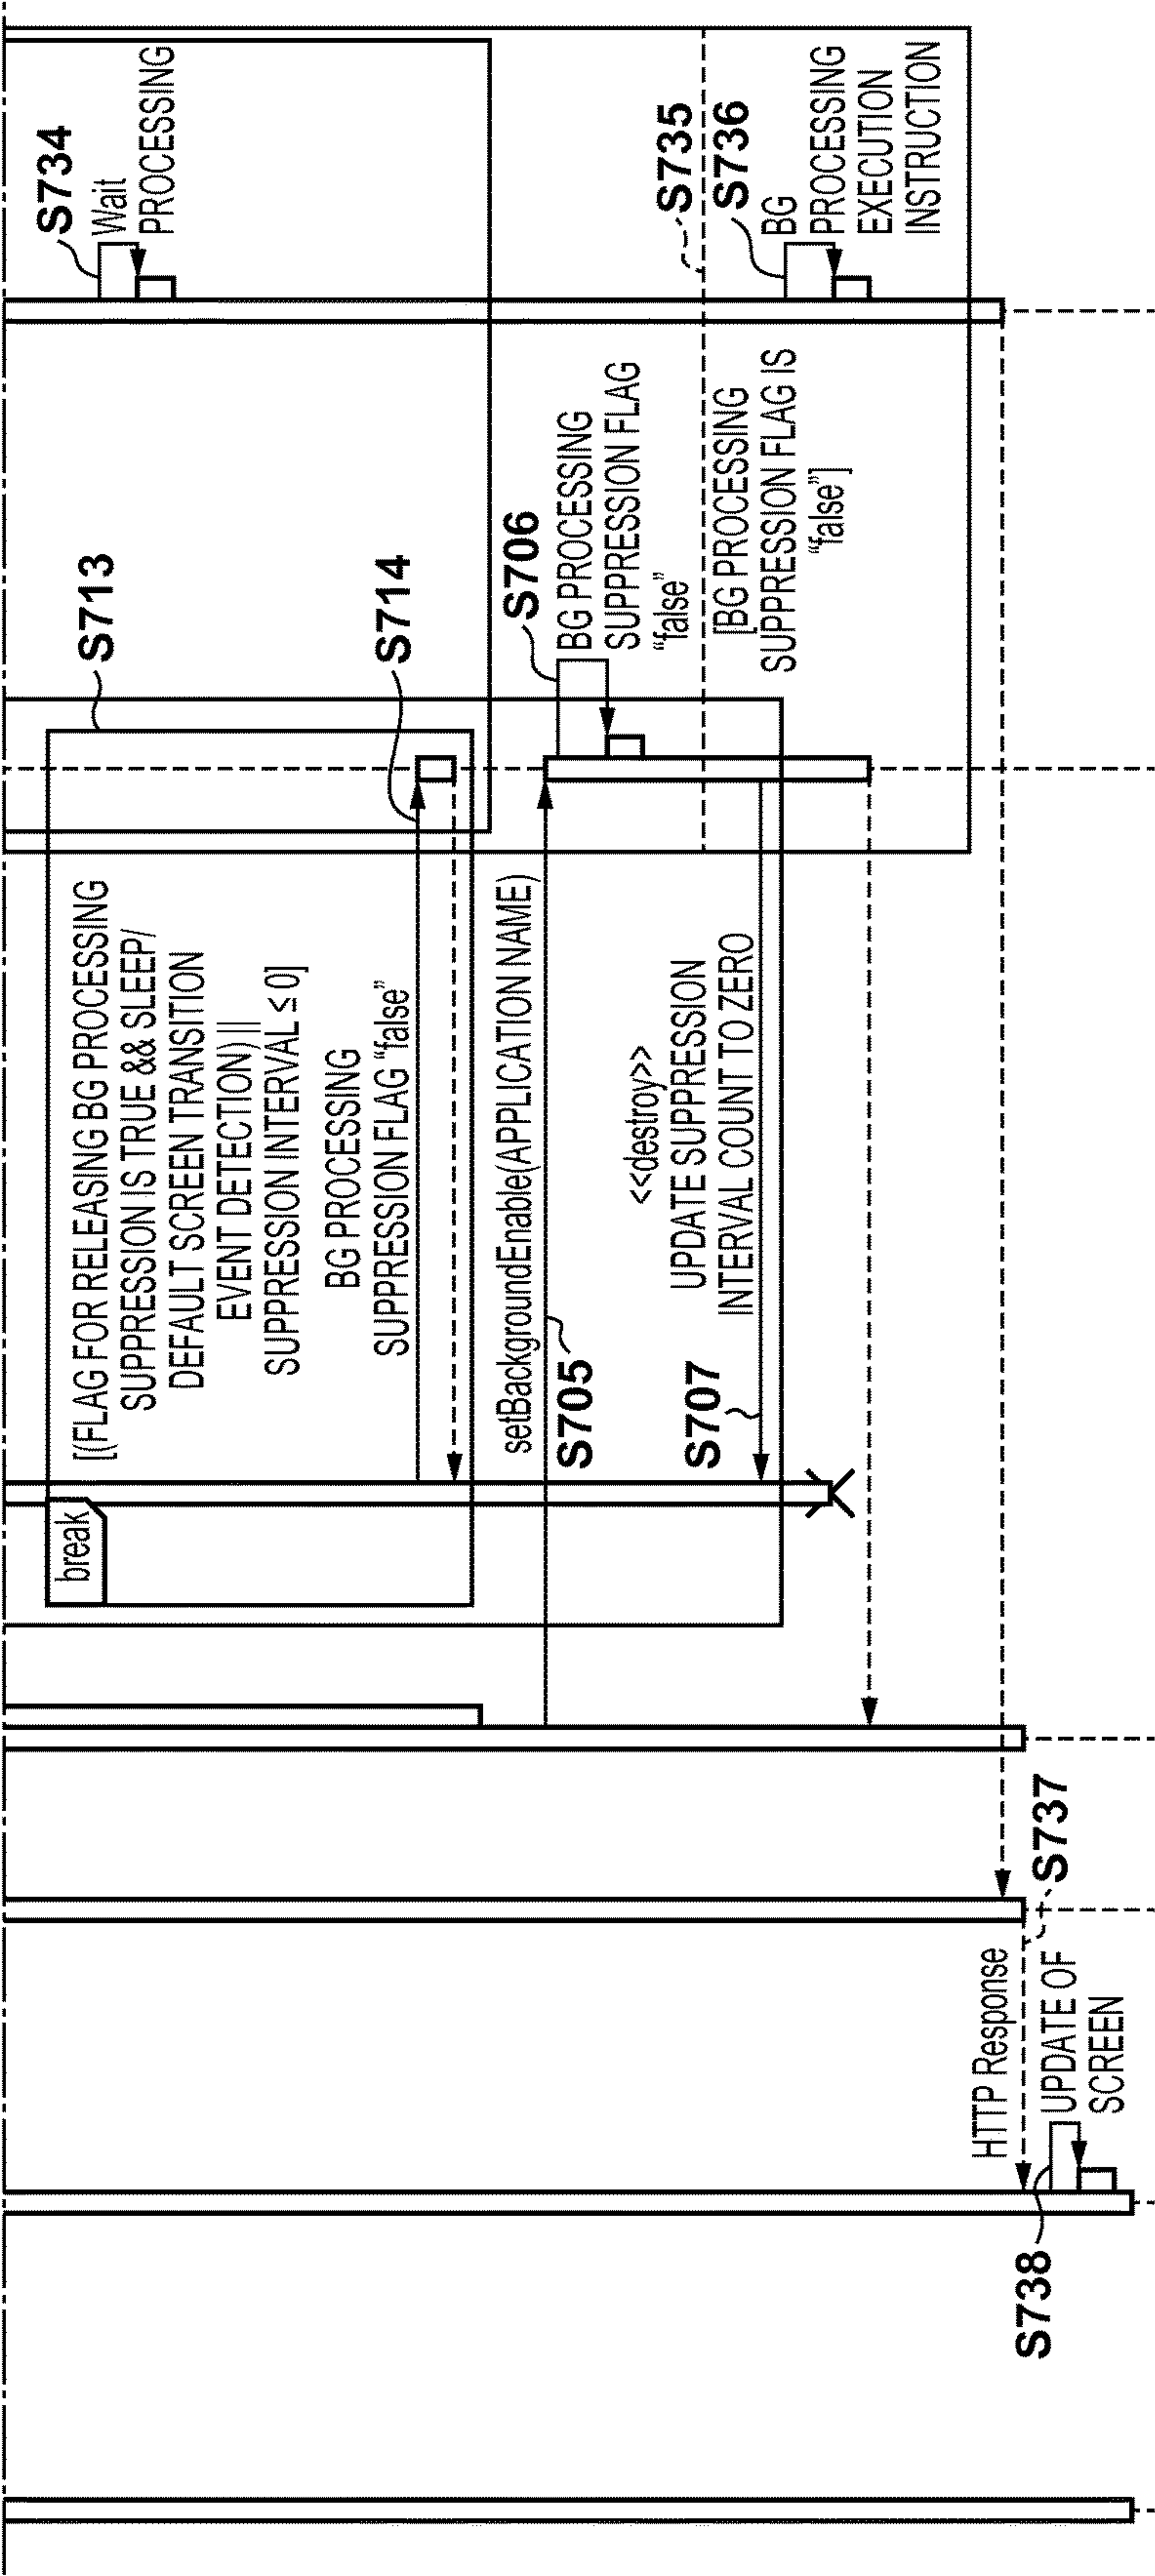 S734
Wait
PROCESSING
S713
[(FLAG FOR RELEASING BG PROCESSING
SUPPRESSION IS TRUE && SLEEP/
DEFAULT SCREEN TRANSITION
EVENT DETECTION) ||
SUPPRESSION INTERVAL ≤ 0]
break
S714
BG PROCESSING
SUPPRESSION FLAG “false”
setBackgroundEnable(APPLICATION NAME)
S705
S706
BG PROCESSING
SUPPRESSION FLAG
“false”
<<destroy>>
UPDATE SUPPRESSION
INTERVAL COUNT TO ZERO
S707
S735
[BG PROCESSING
SUPPRESSION FLAG IS
“false”]
S736
BG
PROCESSING
EXECUTION
INSTRUCTION
HTTP Response
S737
UPDATE OF
SCREEN
S738